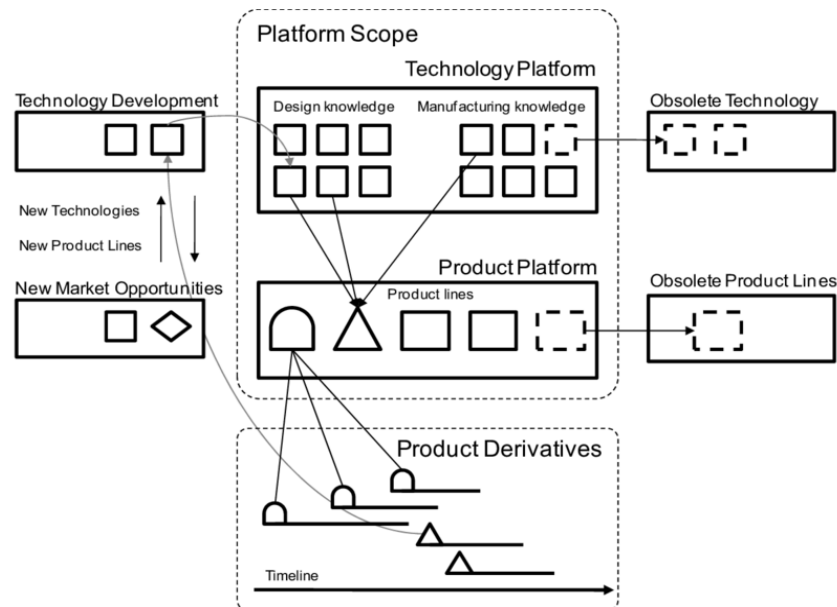 Platform Scope
Technology Platform
Technology Development
Design knowledge
Manufacturing knowledge
Obsolete Technology
New Technologies
New Product Lines
New Market Opportunities
Product Platform
Product lines
Obsolete Product Lines
Product Derivatives
Timeline